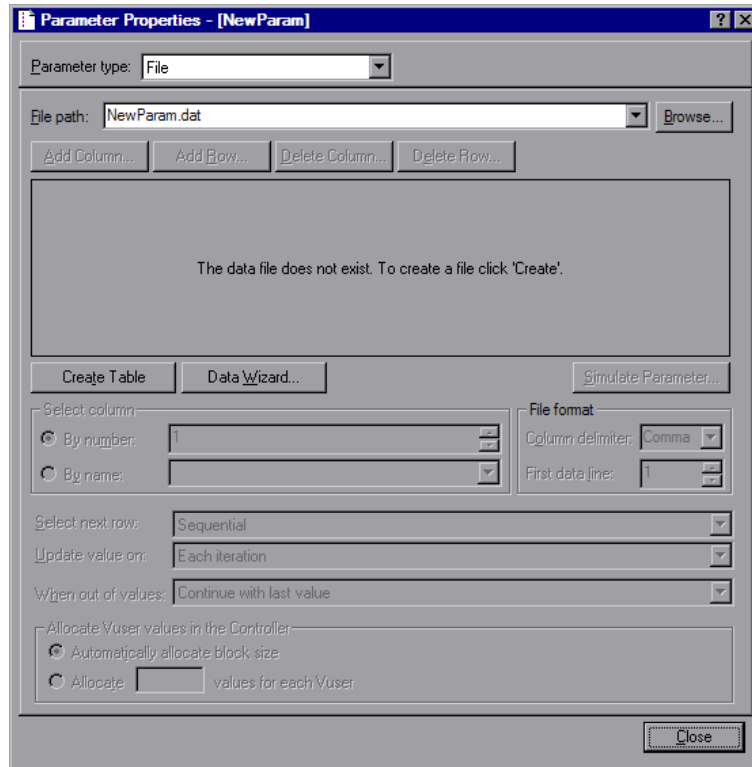 Parameter Properties - [NewParam]
Parameter type: File
File path: NewParam.dat Browse...
Add Column... Add Row... Delete Column... Delete Row...
The data file does not exist. To create a file click 'Create'.
Create Table Data Wizard... Simulate Parameter...
Select column File format
By number: 1 Column delimiter: Comma
By name: First data line: 1
Select next row: Sequential
Update value on: Each iteration
When out of values: Continue with last value
Allocate Vuser values in the Controller
Automatically allocate block size
Allocate values for each Vuser
Close